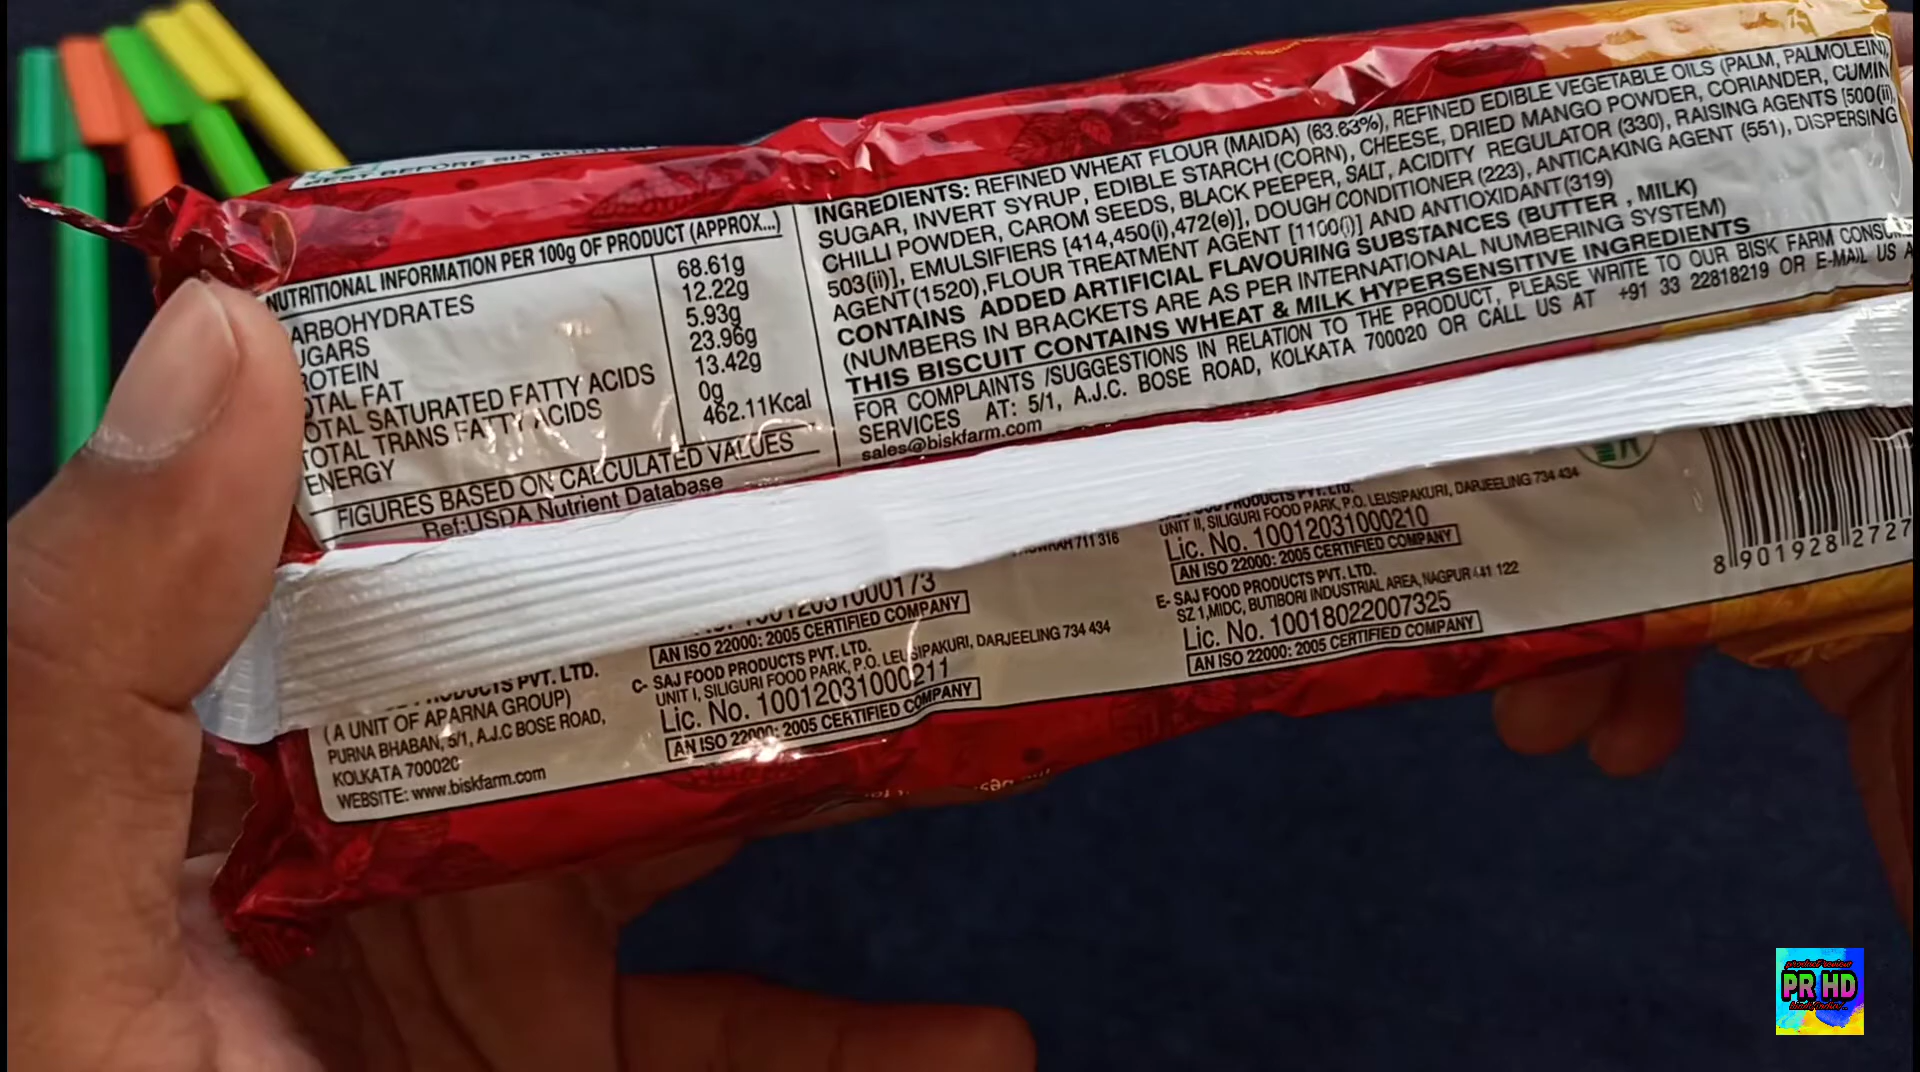 NUTRITIONAL INFORMATION PER 100g OF PRODUCT (APPROX...)
ARBOHYDRATES 68.61g
UGARS 12.22g
ROTEIN 5.93g
OTAL FAT 23.96g
OTAL SATURATED FATTY ACIDS 13.42g
TOTAL TRANS FATTY ACIDS 0g
ENERGY 462.11Kcal
FIGURES BASED ON CALCULATED VALUES
Ref:USDA Nutrient Database
INGREDIENTS: REFINED WHEAT FLOUR (MAIDA) (63.63%), REFINED EDIBLE VEGETABLE OILS (PALM, PALMOLEIN),
SUGAR, INVERT SYRUP, EDIBLE STARCH (CORN), CHEESE, DRIED MANGO POWDER, CORIANDER, CUMIN
CHILLI POWDER, CAROM SEEDS, BLACK PEEPER, SALT, ACIDITY REGULATOR (330), RAISING AGENTS [500(ii),
503(ii)], EMULSIFIERS [414,450(i),472(e)], DOUGH CONDITIONER (223), ANTICAKING AGENT (551), DISPERSING
AGENT(1520),FLOUR TREATMENT AGENT [1100(i)] AND ANTIOXIDANT(319)
CONTAINS ADDED ARTIFICIAL FLAVOURING SUBSTANCES (BUTTER , MILK)
(NUMBERS IN BRACKETS ARE AS PER INTERNATIONAL NUMBERING SYSTEM)
THIS BISCUIT CONTAINS WHEAT & MILK HYPERSENSITIVE INGREDIENTS
FOR COMPLAINTS /SUGGESTIONS IN RELATION TO THE PRODUCT, PLEASE WRITE TO OUR BISK FARM
SERVICES AT: 5/1, A.J.C. BOSE ROAD, KOLKATA 700020 OR CALL US AT +91 33 22818219 OR E-MAIL US A
sales@biskfarm.com
PVT. LTD.
(A UNIT OF APARNA GROUP)
PURNA BHABAN, 5/1, A.J.C BOSE ROAD,
KOLKATA 700020
WEBSITE: www.biskfarm.com
AN ISO 22000: 2005 CERTIFIED COMPANY
C- SAJ FOOD PRODUCTS PVT. LTD.
UNIT I, SILIGURI FOOD PARK, P.O. LEUSIPAKURI, DARJEELING 734 434
Lic. No. 10012031000211
AN ISO 22000: 2005 CERTIFIED COMPANY
711 316
UNIT II, SILIGURI FOOD PARK, P.O. LEUSIPAKURI, DARJEELING 734 434
Lic. No. 10012031000210
AN ISO 22000: 2005 CERTIFIED COMPANY
E- SAJ FOOD PRODUCTS PVT. LTD.
SZ 1,MIDC, BUTIBORI INDUSTRIAL AREA, NAGPUR 441 122
Lic. No. 10018022007325
AN ISO 22000: 2005 CERTIFIED COMPANY
8 901928 2727
PR HD